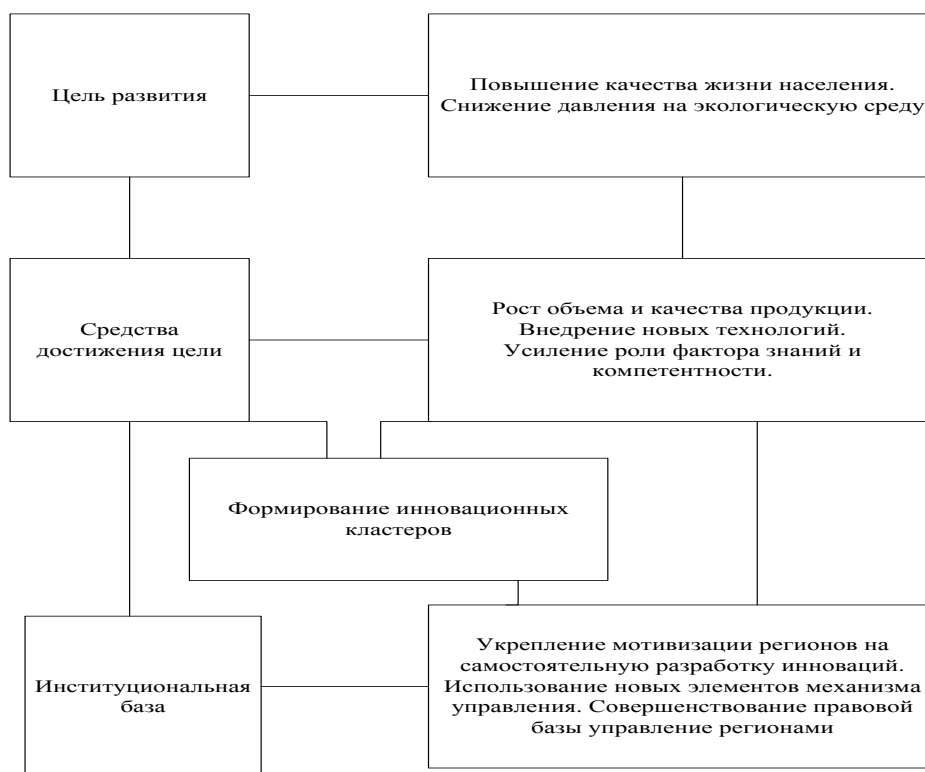 Цель развития
Повышение качества жизни населения.
Снижение давления на экологическую среду
Средства
достижения цели
Рост объема и качества продукции.
Внедрение новых технологий.
Усиление роли фактора знаний и
компетентности.
Формирование инновационных
кластеров
Институциональная
база
Укрепление мотивизации регионов на
самостоятельную разработку инноваций.
Использование новых элементов механизма
управления. Совершенствование правовой
базы управление регионами